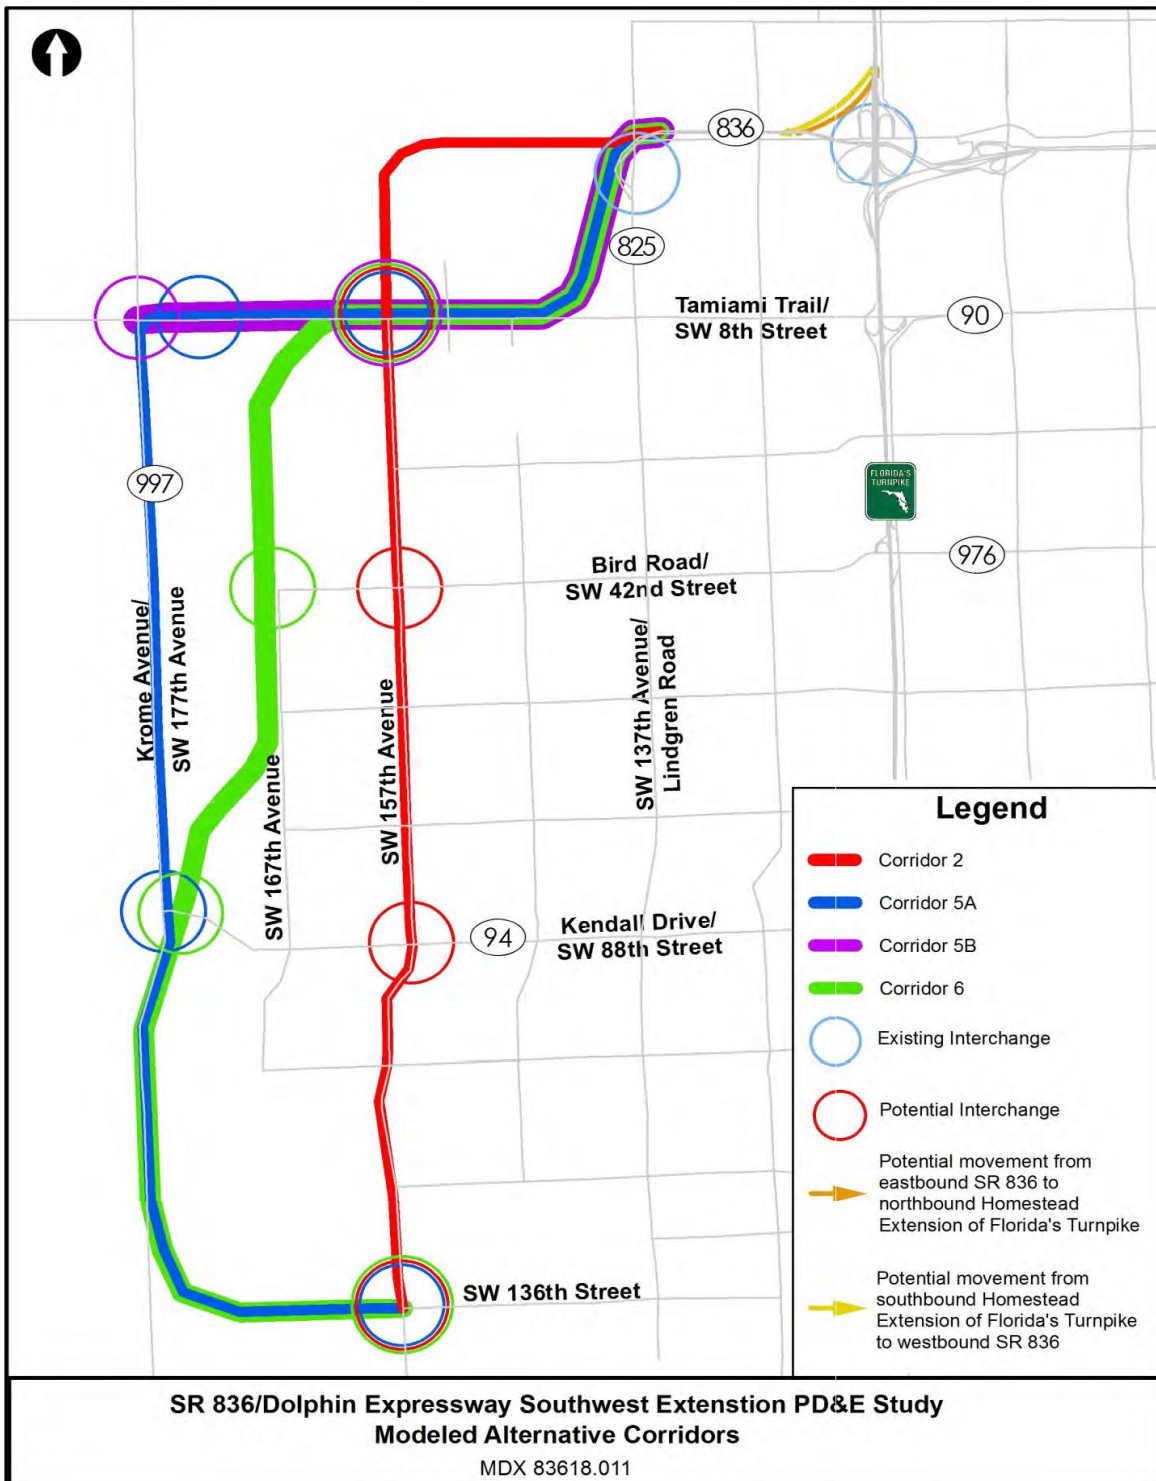 836
825
Tamiami Trail/
SW 8th Street
90
997
FLORIDA'S
TURNPIKE
Bird Road/
SW 42nd Street
976
Krome Avenue/
SW 177th Avenue
SW 167th Avenue
SW 157th Avenue
SW 137th Avenue/
Lindgren Road
Kendall Drive/
SW 88th Street
94
SW 136th Street
Legend
Corridor 2
Corridor 5A
Corridor 5B
Corridor 6
Existing Interchange
Potential Interchange
Potential movement from
eastbound SR 836 to
northbound Homestead
Extension of Florida's Turnpike
Potential movement from
southbound Homestead
Extension of Florida's Turnpike
to westbound SR 836
SR 836/Dolphin Expressway Southwest Extenstion PD&E Study
Modeled Alternative Corridors
MDX 83618.011